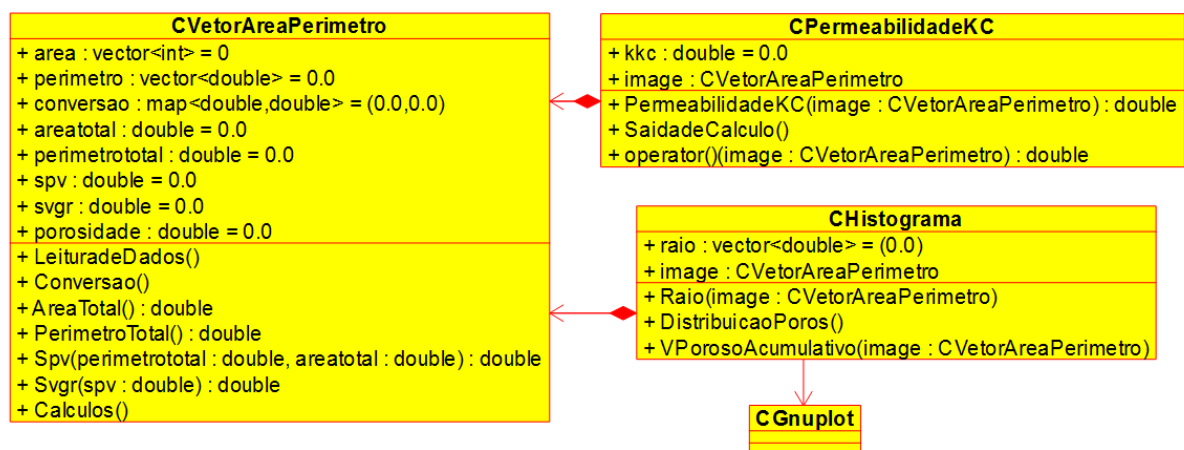 CVetorAreaPerimetro
+ area : vector<int> = 0
+ perimetro : vector<double> = 0.0
+ conversao : map<double,double> = (0.0,0.0)
+ areatotal : double = 0.0
+ perimetrototal : double = 0.0
+ spv : double = 0.0
+ svgr : double = 0.0
+ porosidade : double = 0.0
+ LeituradeDados()
+ Conversao()
+ AreaTotal() : double
+ PerimetroTotal() : double
+ Spv(perimetrototal : double, areatotal : double) : double
+ Svgr(spv : double) : double
+ Calculos()
CPermeabilidadeKC
+ kkc : double = 0.0
+ image : CVetorAreaPerimetro
+ PermeabilidadeKC(image : CVetorAreaPerimetro) : double
+ SaidadeCalculo()
+ operator()(image : CVetorAreaPerimetro) : double
CHistograma
+ raio : vector<double> = (0.0)
+ image : CVetorAreaPerimetro
+ Raio(image : CVetorAreaPerimetro)
+ DistribuicaoPoros()
+ VPorosoAcumulativo(image : CVetorAreaPerimetro)
CGnuplot